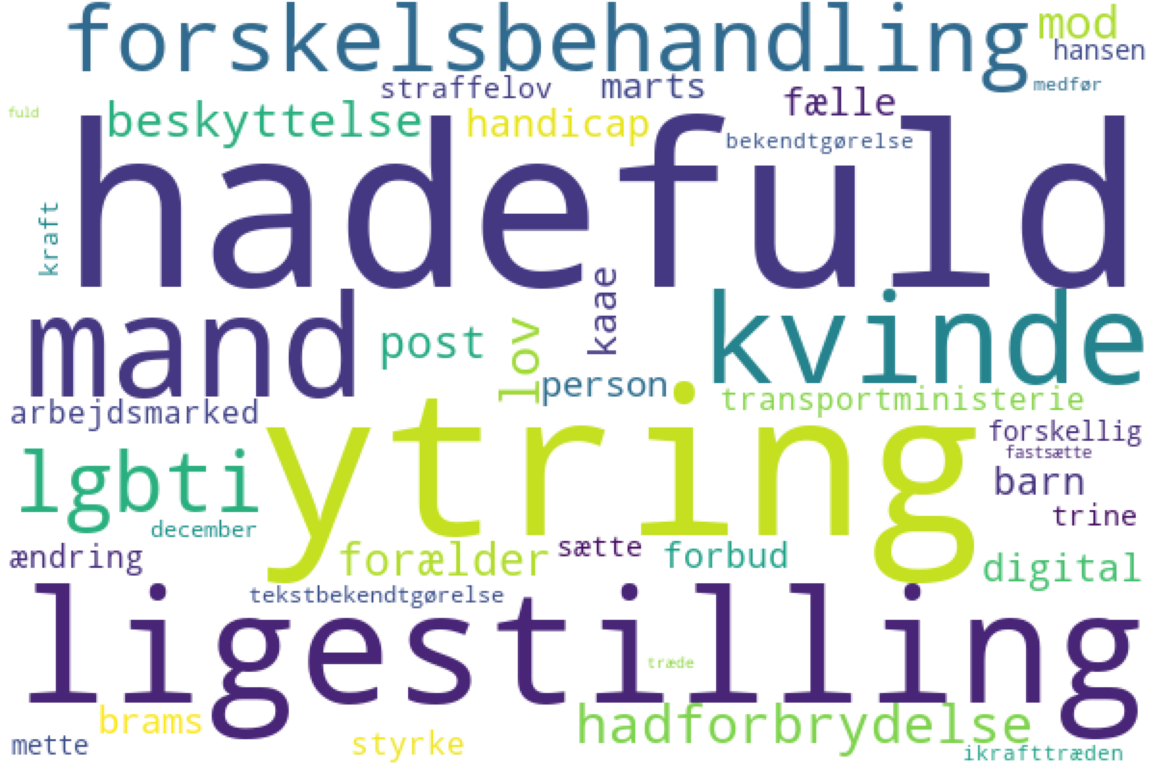 forskelsbehandling
mod
hansen
straffelov
marts
medfør
fælle
fuld
beskyttelse
handicap
bekendtgørelse
hadefuld
kraft
kaae
mand
post
lov
kvinde
person
transportministerie
arbejdsmarked
ytring
forskellig
fastsætte
lgbti
barn
trine
december
ændring
forælder
sætte
forbud
digital
tekstbekendtgørelse
ligestilling
træde
brams
hadforbrydelse
mette
styrke
ikrafttræden